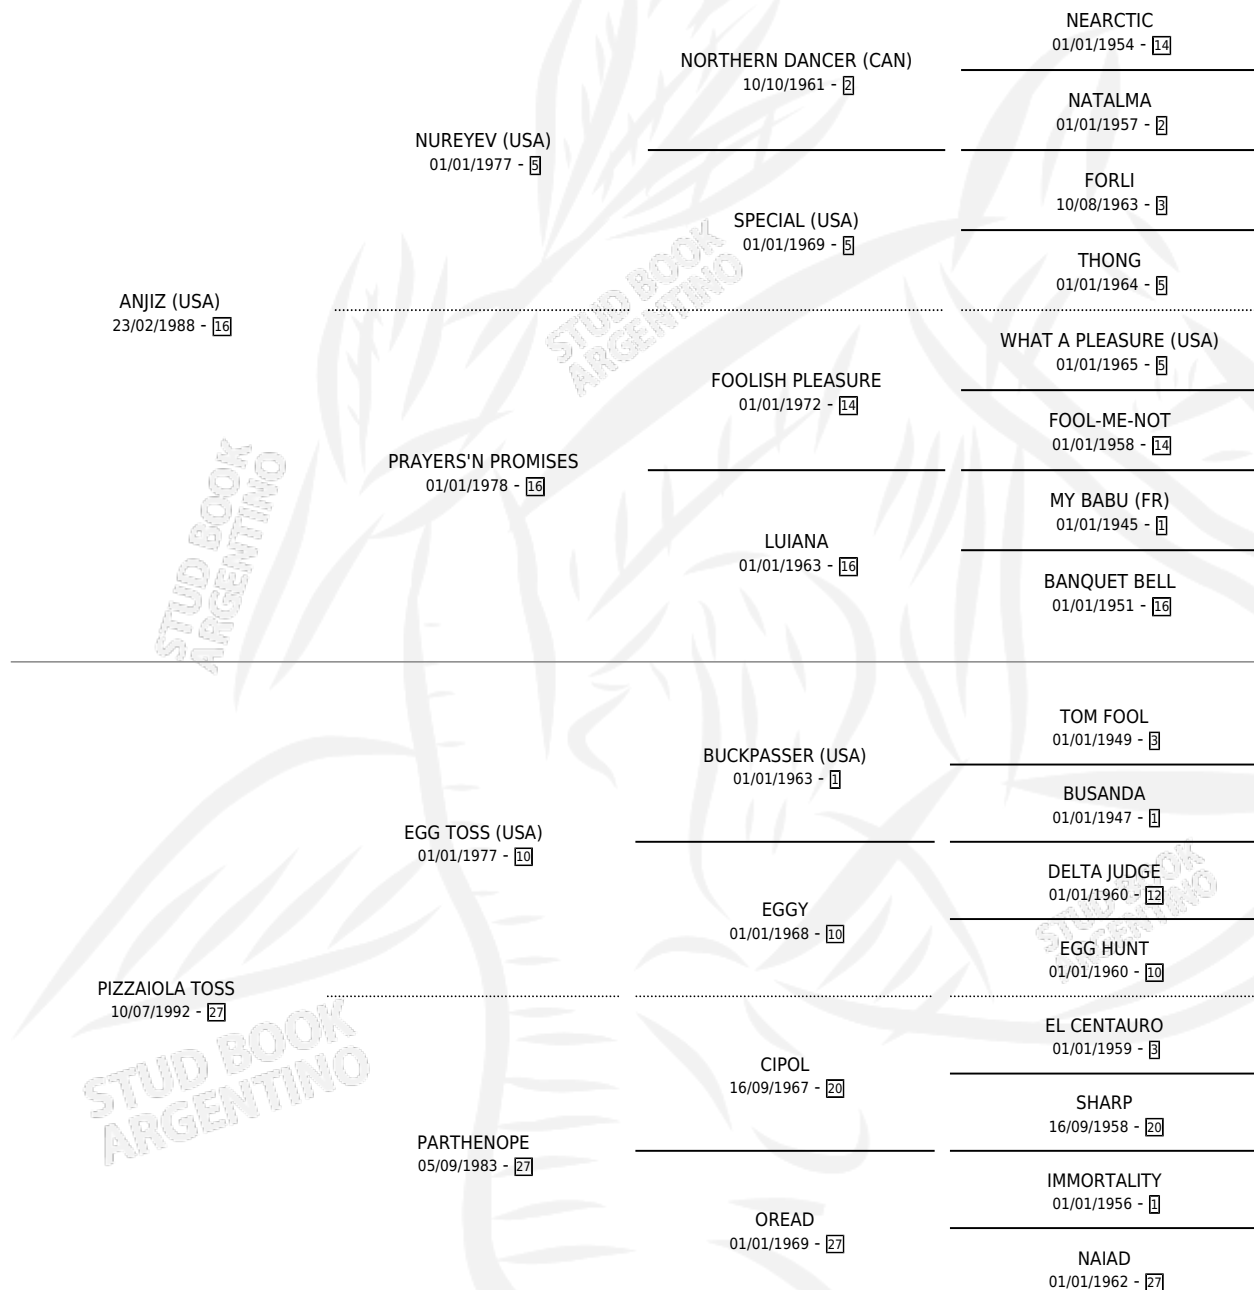 NEARCTIC
01/01/1954 - 14
NORTHERN DANCER (CAN)
10/10/1961 - 2
NATALMA
01/01/1957 - 2
NUREYEV (USA)
01/01/1977 - 5
FORLI
10/08/1963 - 3
SPECIAL (USA)
01/01/1969 - 5
THONG
01/01/1964 - 5
ANJIZ (USA)
23/02/1988 - 16
WHAT A PLEASURE (USA)
01/01/1965 - 5
FOOLISH PLEASURE
01/01/1972 - 14
FOOL-ME-NOT
01/01/1958 - 14
PRAYERS'N PROMISES
01/01/1978 - 16
MY BABU (FR)
01/01/1945 - 1
LUIANA
01/01/1963 - 16
BANQUET BELL
01/01/1951 - 16
TOM FOOL
01/01/1949 - 3
BUCKPASSER (USA)
01/01/1963 - 1
BUSANDA
01/01/1947 - 1
EGG TOSS (USA)
01/01/1977 - 10
DELTA JUDGE
01/01/1960 - 12
EGGY
01/01/1968 - 10
EGG HUNT
01/01/1960 - 10
PIZZAIOLA TOSS
10/07/1992 - 27
EL CENTAURO
01/01/1959 - 3
CIPOL
16/09/1967 - 20
SHARP
16/09/1958 - 20
PARTHENOPE
05/09/1983 - 27
IMMORTALITY
01/01/1956 - 1
OREAD
01/01/1969 - 27
NAIAD
01/01/1962 - 27
STUD BOOK
ARGENTINO
STUD BOOK
ARGENTINO
STUD BOOK
ARGENTINO
STUD BOOK
ARGENTINO